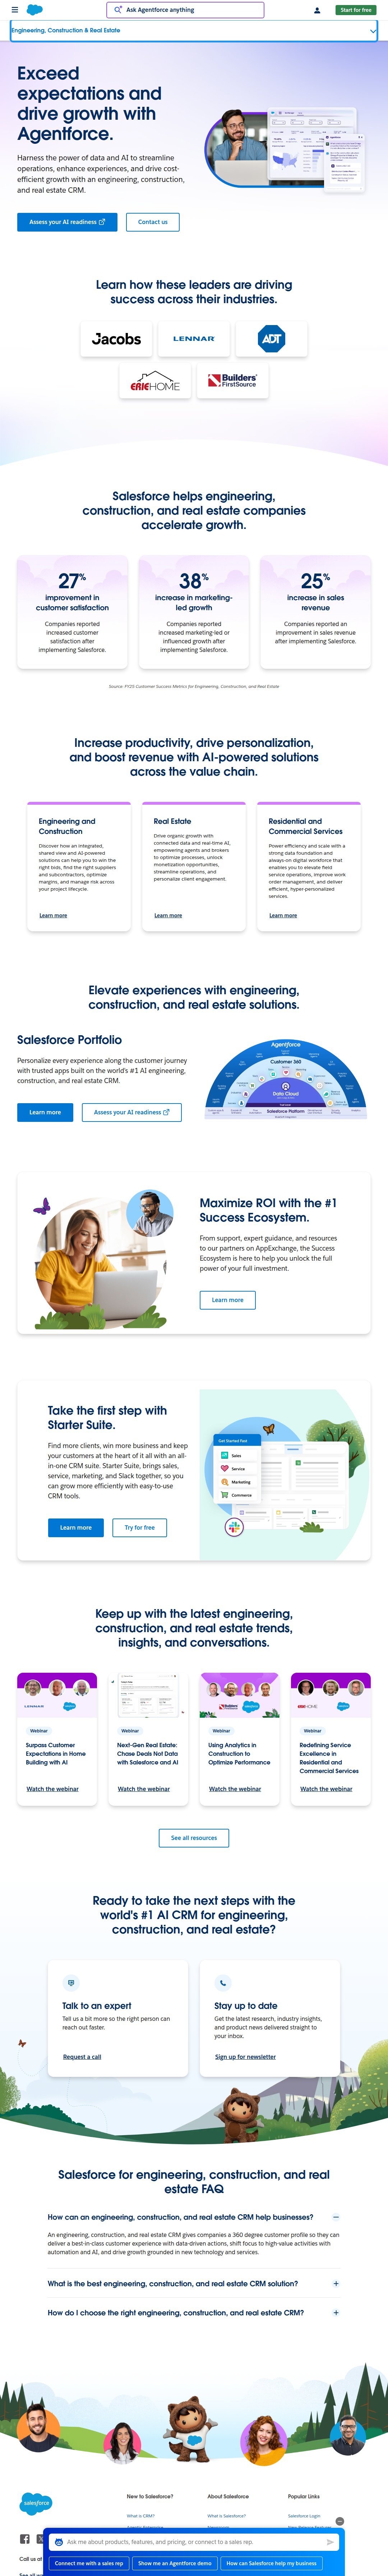 Ask Agentforce anything
Start for free
Engineering, Construction & Real Estate
Exceed
expectations and
drive growth with
Agentforce.
Harness the power of data and AI to streamline
operations, enhance experiences, and drive cost-
efficient growth with an engineering, construction,
and real estate CRM.
Assess your AI readiness
Contact us
Learn how these leaders are driving
success across their industries.
Jacobs
LENNAR
ADT
ERIEHOME
Builders
FirstSource
Salesforce helps engineering,
construction, and real estate companies
accelerate growth.
27%
improvement in
customer satisfaction
Companies reported
increased customer
satisfaction after
implementing Salesforce.
38%
increase in marketing-
led growth
Companies reported
increased marketing-led or
influenced growth after
implementing Salesforce.
25%
increase in sales
revenue
Companies reported an
improvement in sales revenue
after implementing Salesforce.
Source: FY25 Customer Success Metrics for Engineering, Construction, and Real Estate
Increase productivity, drive personalization,
and boost revenue with AI-powered solutions
across the value chain.
Engineering and
Construction
Discover how an integrated,
shared view and AI-powered
solutions can help you to win the
right bids, find the right suppliers
and subcontractors, optimize
margins, and manage risk across
your project lifecycle.
Learn more
Real Estate
Drive organic growth with
connected data and real-time AI,
empowering agents and brokers
to optimize processes, unlock
monetization opportunities,
streamline operations, and
personalize client engagement.
Learn more
Residential and
Commercial Services
Power efficiency and scale with a
strong data foundation and
always-on digital workforce that
enables you to elevate field
service operations, improve work
order management, and deliver
efficient, hyper-personalized
services.
Learn more
Elevate experiences with engineering,
construction, and real estate solutions.
Salesforce Portfolio
Personalize every experience along the customer journey
with trusted apps built on the world's #1 AI engineering,
construction, and real estate CRM.
Learn more
Assess your AI readiness
Agentforce
Customer 360
Data Cloud
Salesforce Platform
Maximize ROI with the #1
Success Ecosystem.
From support, expert guidance, and resources
to our partners on AppExchange, the Success
Ecosystem is here to help you unlock the full
power of your full investment.
Learn more
Take the first step with
Starter Suite.
Find more clients, win more business and keep
your customers at the heart of it all with an all-
in-one CRM suite. Starter Suite, brings sales,
service, marketing, and Slack together, so you
can grow more efficiently with easy-to-use
CRM tools.
Learn more
Try for free
Get Started Fast
Sales
Service
Marketing
Commerce
Keep up with the latest engineering,
construction, and real estate trends,
insights, and conversations.
LENNAR
Webinar
Surpass Customer
Expectations in Home
Building with AI
Watch the webinar
Webinar
Next-Gen Real Estate:
Chase Deals Not Data
with Salesforce and AI
Watch the webinar
Builders
FirstSource
Webinar
Using Analytics in
Construction to
Optimize Performance
Watch the webinar
ERIEHOME
Webinar
Redefining Service
Excellence in
Residential and
Commercial Services
Watch the webinar
See all resources
Ready to take the next steps with the
world's #1 AI CRM for engineering,
construction, and real estate?
Talk to an expert
Tell us a bit more so the right person can
reach out faster.
Request a call
Stay up to date
Get the latest research, industry insights,
and product news delivered straight to
your inbox.
Sign up for newsletter
Salesforce for engineering, construction, and real
estate FAQ
How can an engineering, construction, and real estate CRM help businesses?
An engineering, construction, and real estate CRM gives companies a 360 degree customer profile so they can
deliver a best-in-class customer experience with data-driven actions, shift focus to high-value activities with
automation and AI, and drive growth grounded in new technology and services.
What is the best engineering, construction, and real estate CRM solution?
How do I choose the right engineering, construction, and real estate CRM?
salesforce
New to Salesforce?
What is CRM?
About Salesforce
What is Salesforce?
Popular Links
Salesforce Login
Call us at
Ask me about products, features, and pricing, or connect to a sales rep.
Connect me with a sales rep
Show me an Agentforce demo
How can Salesforce help my business